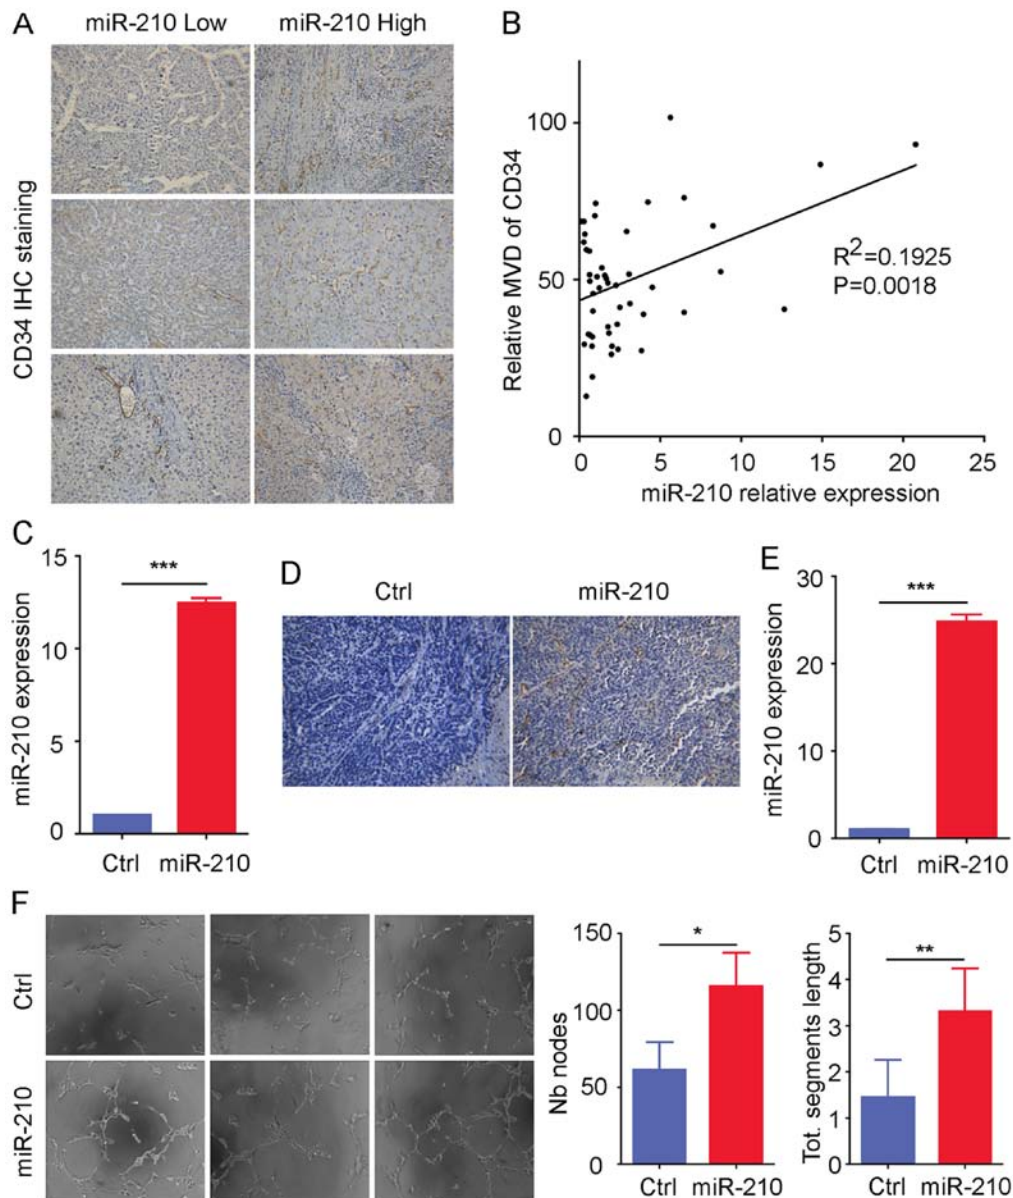 A
miR-210 Low
miR-210 High
CD34 IHC staining
B
Relative MVD of CD34
100
50
0
R²=0.1925
P=0.0018
0 5 10 15 20 25
miR-210 relative expression
C
miR-210 expression
15
10
5
0
***
Ctrl miR-210
D
Ctrl
miR-210
E
miR-210 expression
30
20
10
0
***
Ctrl miR-210
F
Ctrl
miR-210
Nb nodes
150
100
50
0
*
Ctrl miR-210
Tot. segments length
5
4
3
2
1
0
**
Ctrl miR-210